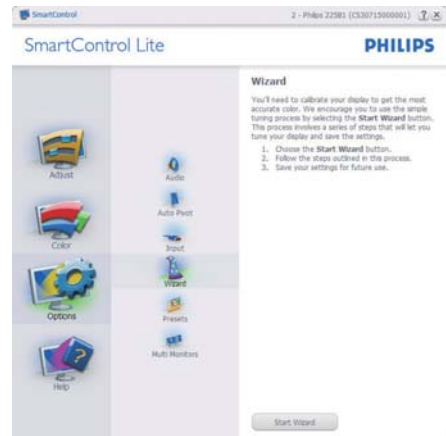 SmartControl
2 - Philips 225B1 (CS30715000001)
SmartControl Lite
PHILIPS
Adjust
Color
Options
Help
Audio
Auto Pivot
Input
Wizard
Presets
Multi Monitors
Wizard
You'll need to calibrate your display to get the most
accurate color. We encourage you to use the simple
tuning process by selecting the Start Wizard button.
This process involves a series of steps that will let you
tune your display and save the settings.
1. Choose the Start Wizard button.
2. Follow the steps outlined in this process.
3. Save your settings for future use.
Start Wizard